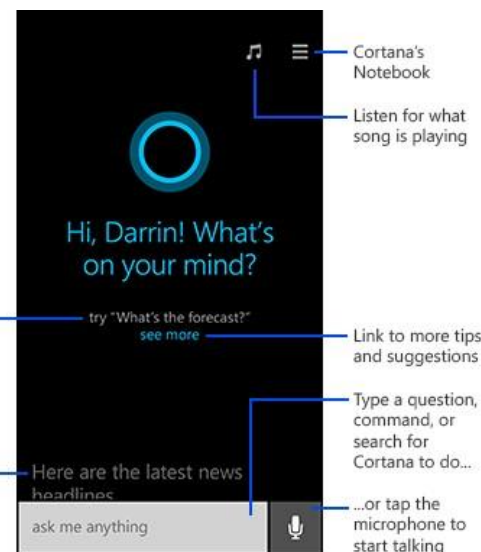 Cortana's
Notebook
Listen for what
song is playing
Hi, Darrin! What's
on your mind?
try "What's the forecast?"
see more
Link to more tips
and suggestions
Type a question,
command, or
search for
Cortana to do...
Here are the latest news
headlines
ask me anything
...or tap the
microphone to
start talking